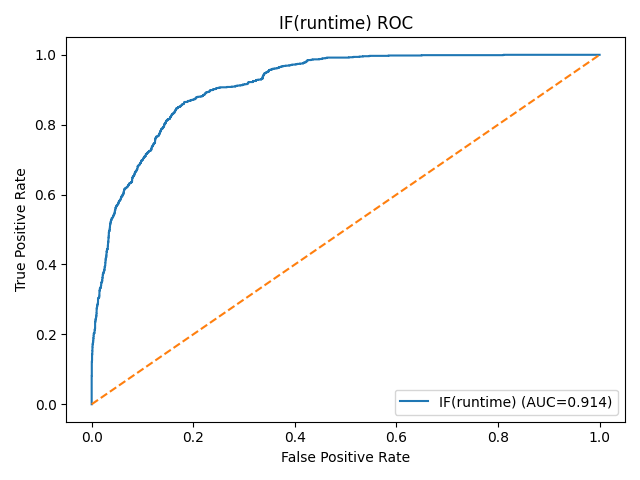 IF(runtime) ROC
1.0
0.8
0.6
0.4
0.2
0.0
True Positive Rate
0.0 0.2 0.4 0.6 0.8 1.0
False Positive Rate
IF(runtime) (AUC=0.914)